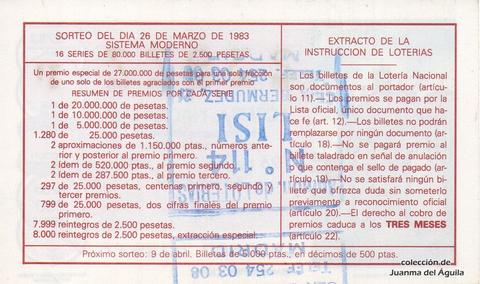 SORTEO DEL DIA 26 DE MARZO DE 1983
SISTEMA MODERNO
16 SERIES DE 80.000 BILLETES DE 2.500 PESETAS
Un premio especial de 27.000.000 de pesetas para una sola fracción
de uno solo de los billetes agraciados con el primer premio
RESUMEN DE PREMIOS POR CADA SERIE
1 de 20.000.000 de pesetas.
1 de 10.000.000 de pesetas.
1 de 5.000.000 de pesetas.
1.280 de 25.000 pesetas.
2 aproximaciones de 1.150.000 ptas., números ante-
rior y posterior al premio primero.
2 ídem de 520.000 ptas., al premio segundo.
2 ídem de 287.500 ptas., al premio tercero.
297 de 25.000 pesetas, centenas primero, segundo y
tercer premios.
799 de 25.000 pesetas, dos cifras finales del premio
primero.
7.999 reintegros de 2.500 pesetas.
8.000 reintegros de 2.500 pesetas, extracción especial.
EXTRACTO DE LA
INSTRUCCION DE LOTERIAS
Los billetes de la Lotería Nacional
son documentos al portador (artícu-
lo 11).— Los premios se pagan por la
Lista oficial, único documento que ha-
ce fe (art. 12).—Los billetes no podrán
remplazarse por ningún documento (ar-
tículo 18).— No se pagará premio al
billete taladrado en señal de anulación
o que contenga el sello de pagado (ar-
tículo 19).—No se satisfará ningún bi-
llete que ofrezca duda sin someterlo
previamente a reconocimiento oficial
(artículo 20).—El derecho al cobro de
premios caduca a los TRES MESES
(artículo 22).
Próximo sorteo: 9 de abril. Billetes de 5.000 ptas., en décimos de 500 ptas.
BERMUDEZ
LISI
N.º 114
LOTERIAS
MADRID
TELEF 254 03 08
colección.de
Juanma del Águila